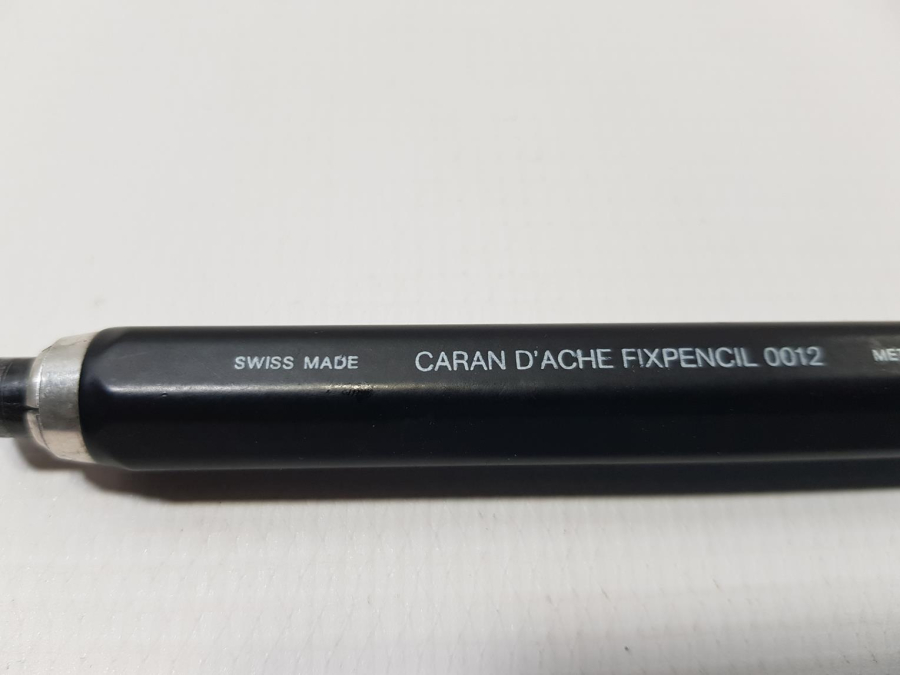 SWISS MADE CARAN D'ACHE FIXPENCIL 0012